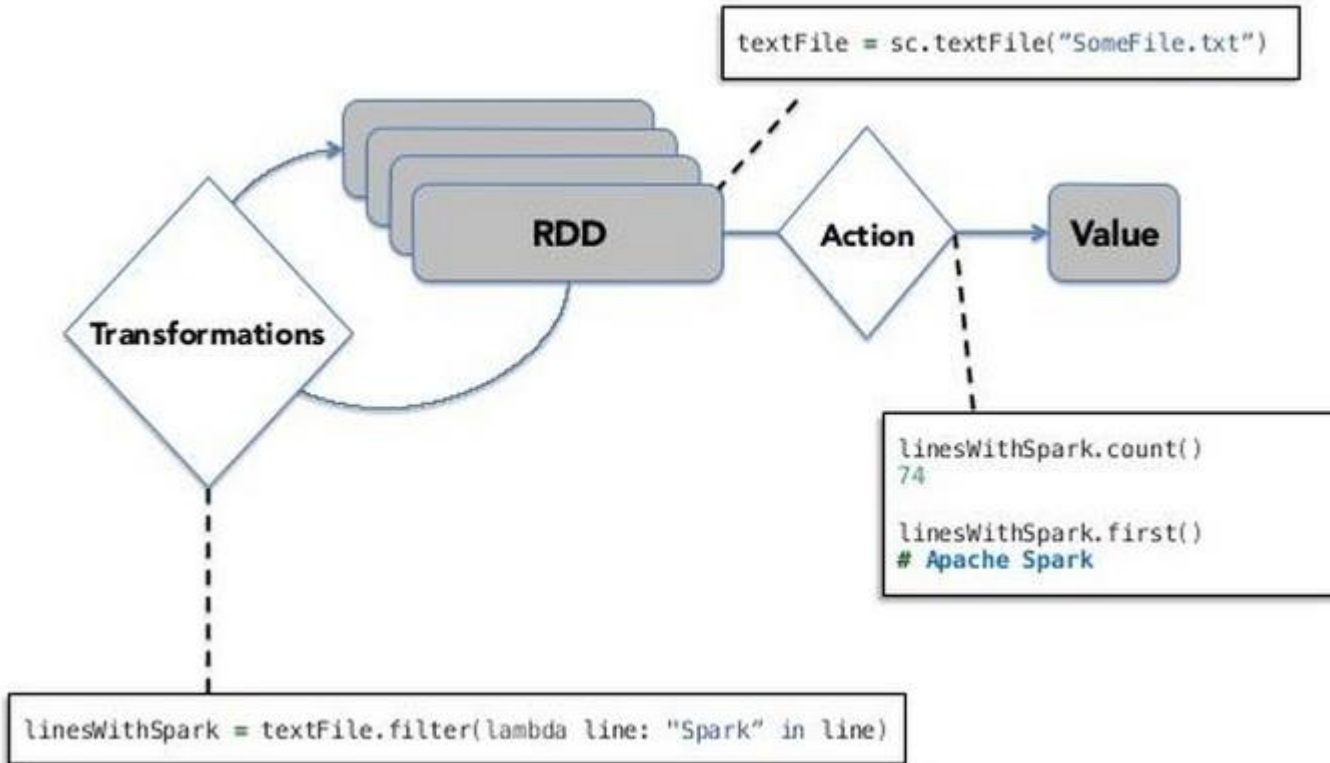 textFile = sc.textFile(“SomeFile.txt”)
RDD
Action
Value
Transformations
linesWithSpark.count()
74
linesWithSpark.first()
# Apache Spark
linesWithSpark = textFile.filter(lambda line: "Spark” in line)